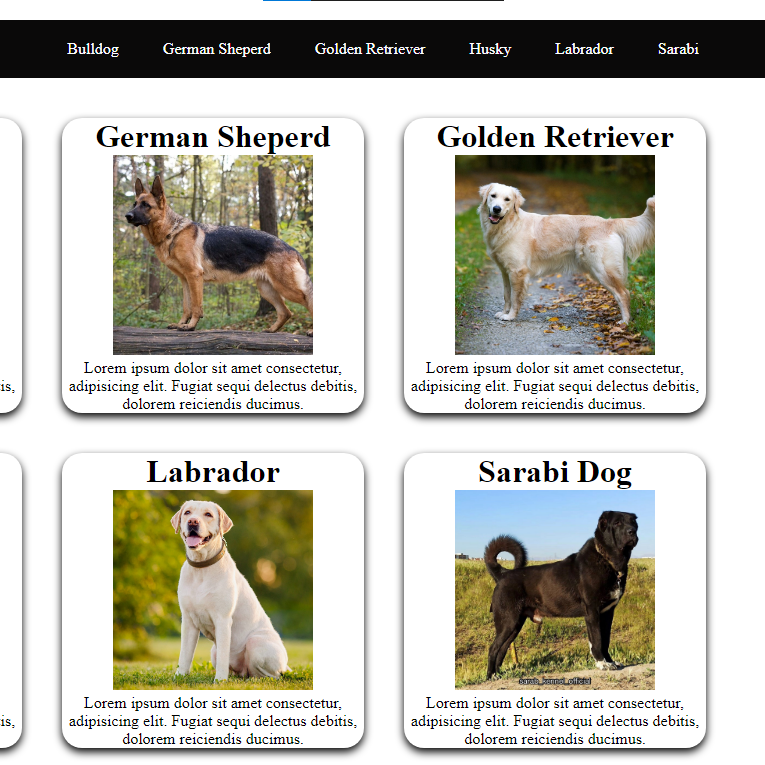 Bulldog German Sheperd Golden Retriever Husky Labrador Sarabi
German Sheperd
Golden Retriever
Lorem ipsum dolor sit amet consectetur,
adipisicing elit. Fugiat sequi delectus debitis,
dolorem reiciendis ducimus.
Lorem ipsum dolor sit amet consectetur,
adipisicing elit. Fugiat sequi delectus debitis,
dolorem reiciendis ducimus.
Labrador
Sarabi Dog
Lorem ipsum dolor sit amet consectetur,
adipisicing elit. Fugiat sequi delectus debitis,
dolorem reiciendis ducimus.
Lorem ipsum dolor sit amet consectetur,
adipisicing elit. Fugiat sequi delectus debitis,
dolorem reiciendis ducimus.